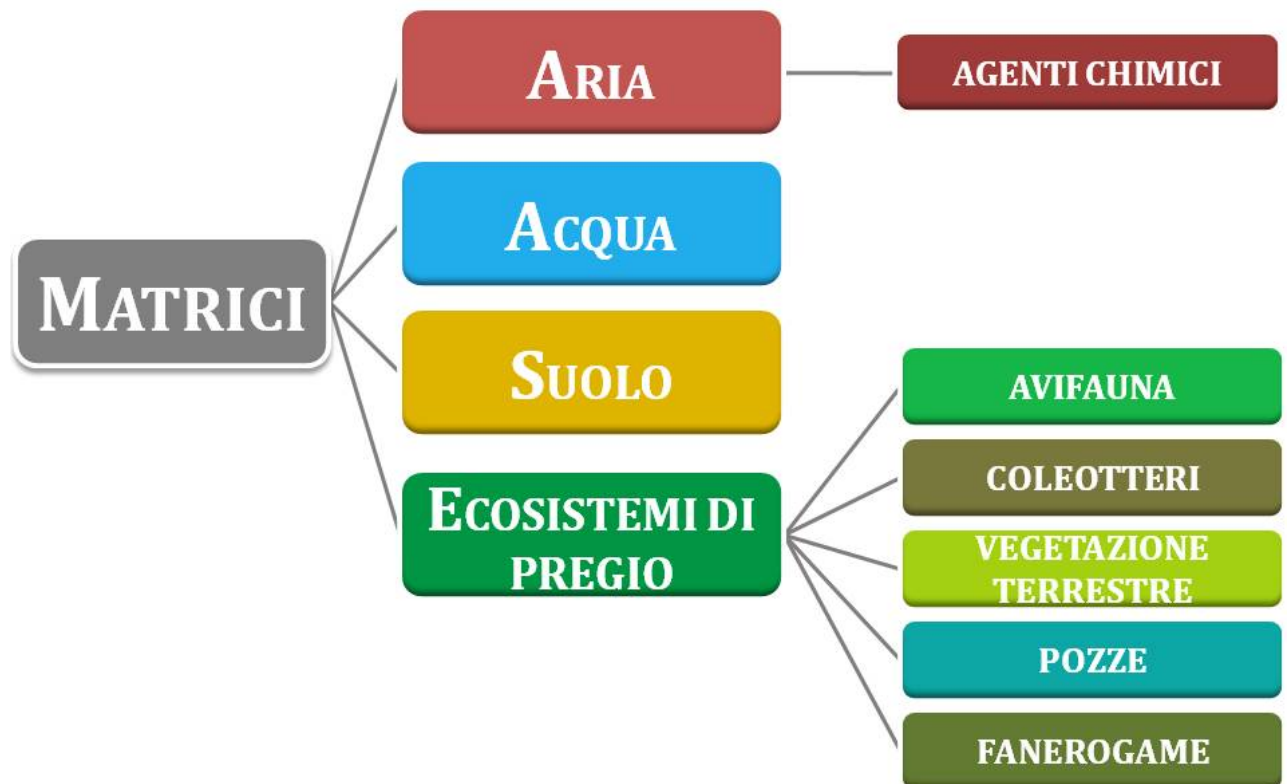 MATRICI
ARIA
AGENTI CHIMICI
ACQUA
SUOLO
ECOSISTEMI DI
PREGIO
AVIFAUNA
COLEOTTERI
VEGETAZIONE
TERRESTRE
POZZE
FANEROGAME